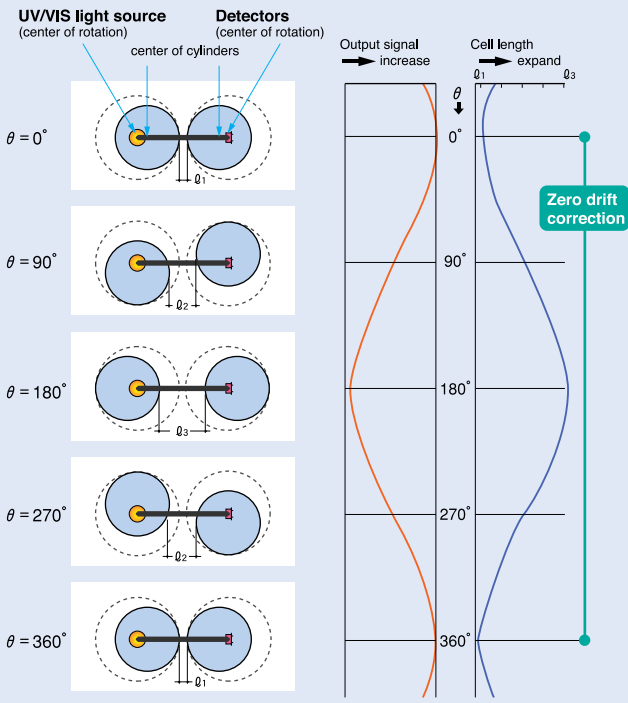 UV/VIS light source
(center of rotation)
Detectors
(center of rotation)
center of cylinders
Output signal
increase
Cell length
expand
ℓ1
ℓ3
θ
θ = 0°
ℓ1
0°
Zero drift
correction
θ = 90°
ℓ2
90°
θ = 180°
ℓ3
180°
θ = 270°
ℓ2
270°
θ = 360°
ℓ1
360°